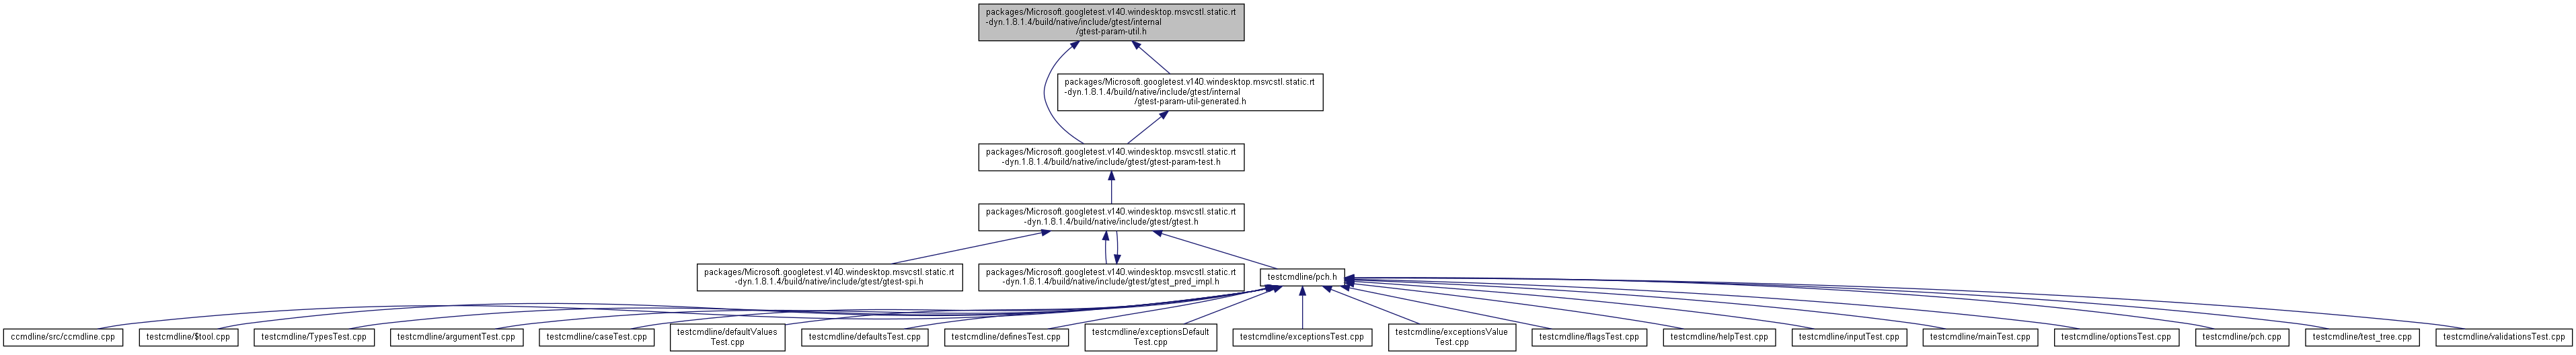 packages/Microsoft.googletest.v140.windesktop.msvcstl.static.rt
-dyn.1.8.1.4/build/native/include/gtest/internal
/gtest-param-util.h
packages/Microsoft.googletest.v140.windesktop.msvcstl.static.rt
-dyn.1.8.1.4/build/native/include/gtest/internal
/gtest-param-util-generated.h
packages/Microsoft.googletest.v140.windesktop.msvcstl.static.rt
-dyn.1.8.1.4/build/native/include/gtest/gtest-param-test.h
packages/Microsoft.googletest.v140.windesktop.msvcstl.static.rt
-dyn.1.8.1.4/build/native/include/gtest/gtest.h
packages/Microsoft.googletest.v140.windesktop.msvcstl.static.rt
-dyn.1.8.1.4/build/native/include/gtest/gtest-spi.h
packages/Microsoft.googletest.v140.windesktop.msvcstl.static.rt
-dyn.1.8.1.4/build/native/include/gtest/gtest_pred_impl.h
testcmdline/pch.h
ccmdline/src/ccmdline.cpp
testcmdline/$tool.cpp
testcmdline/TypesTest.cpp
testcmdline/argumentTest.cpp
testcmdline/caseTest.cpp
testcmdline/defaultValues
Test.cpp
testcmdline/defaultsTest.cpp
testcmdline/definesTest.cpp
testcmdline/exceptionsDefault
Test.cpp
testcmdline/exceptionsTest.cpp
testcmdline/exceptionsValue
Test.cpp
testcmdline/flagsTest.cpp
testcmdline/helpTest.cpp
testcmdline/inputTest.cpp
testcmdline/mainTest.cpp
testcmdline/optionsTest.cpp
testcmdline/pch.cpp
testcmdline/test_tree.cpp
testcmdline/validationsTest.cpp